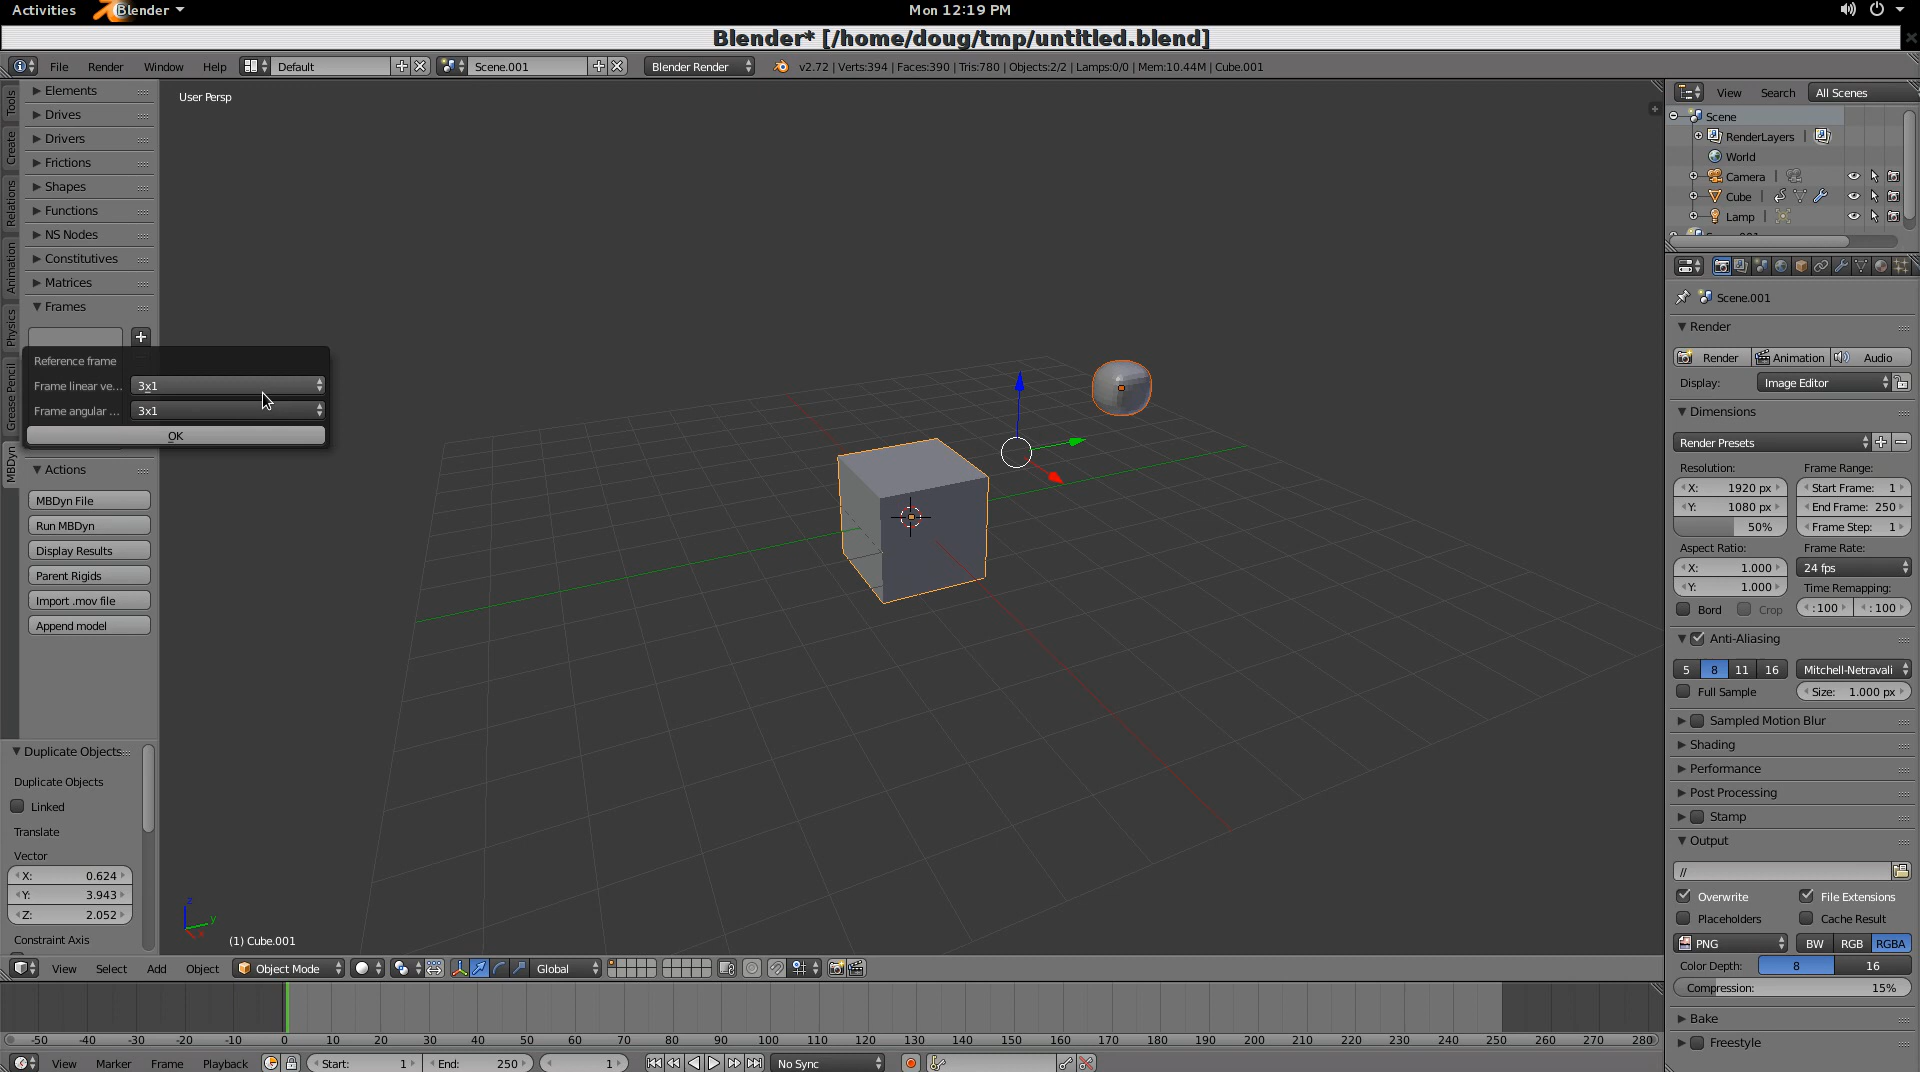 Activities Blender Mon 12:19 PM
Blender* [/home/doug/tmp/untitled.blend]
File Render Window Help Default Scene.001 Blender Render v2.72 | Verts:394 | Faces:390 | Tris:780 | Objects:2/2 | Lamps:0/0 | Mem:10.44M | Cube.001
Tools
Create
Relations
Animation
Physics
Grease Pencil
MBDyn
Elements
Drives
Drivers
Frictions
Shapes
Functions
NS Nodes
Constitutives
Matrices
Frames
Reference frame
Frame linear ve... 3x1
Frame angular ... 3x1
OK
Actions
MBDyn File
Run MBDyn
Display Results
Parent Rigids
Import .mov file
Append model
Duplicate Objects
Duplicate Objects
Linked
Translate
Vector
X: 0.624
Y: 3.943
Z: 2.052
Constraint Axis
User Persp
z
y
x
(1) Cube.001
View Select Add Object Object Mode Global
-50 -40 -30 -20 -10 0 10 20 30 40 50 60 70 80 90 100 110 120 130 140 150 160 170 180 190 200 210 220 230 240 250 260 270 280
View Marker Frame Playback Start: 1 End: 250 1 No Sync
View Search All Scenes
Scene
RenderLayers |
World
Camera |
Cube |
Lamp |
Scene.001
Render
Render Animation Audio
Display: Image Editor
Dimensions
Render Presets
Resolution: Frame Range:
X: 1920 px Start Frame: 1
Y: 1080 px End Frame: 250
50% Frame Step: 1
Aspect Ratio: Frame Rate:
X: 1.000 24 fps
Y: 1.000 Time Remapping:
Bord Crop : 100 : 100
Anti-Aliasing
5 8 11 16 Mitchell-Netravali
Full Sample Size: 1.000 px
Sampled Motion Blur
Shading
Performance
Post Processing
Stamp
Output
//
Overwrite File Extensions
Placeholders Cache Result
PNG BW RGB RGBA
Color Depth: 8 16
Compression: 15%
Bake
Freestyle